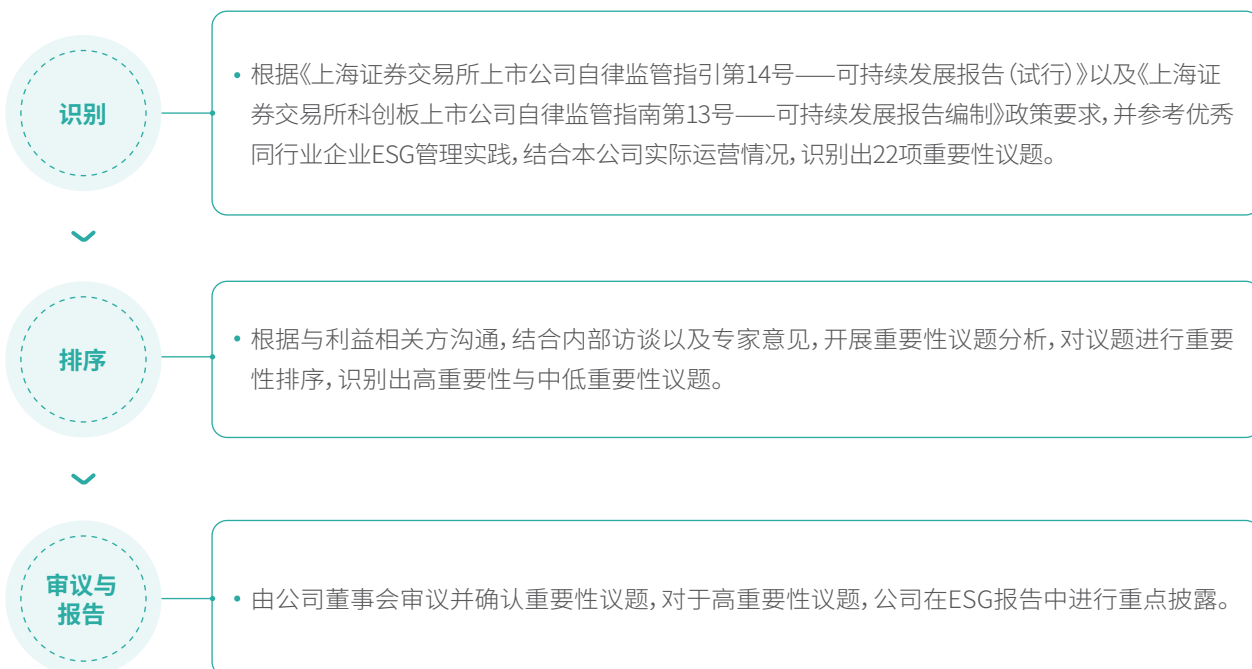 识别
• 根据《上海证券交易所上市公司自律监管指引第14号——可持续发展报告(试行)》以及《上海证
券交易所科创板上市公司自律监管指南第13号——可持续发展报告编制》政策要求,并参考优秀
同行业企业ESG管理实践,结合本公司实际运营情况,识别出22项重要性议题。
排序
• 根据与利益相关方沟通,结合内部访谈以及专家意见,开展重要性议题分析,对议题进行重要
性排序,识别出高重要性与中低重要性议题。
审议与
报告
• 由公司董事会审议并确认重要性议题,对于高重要性议题,公司在ESG报告中进行重点披露。